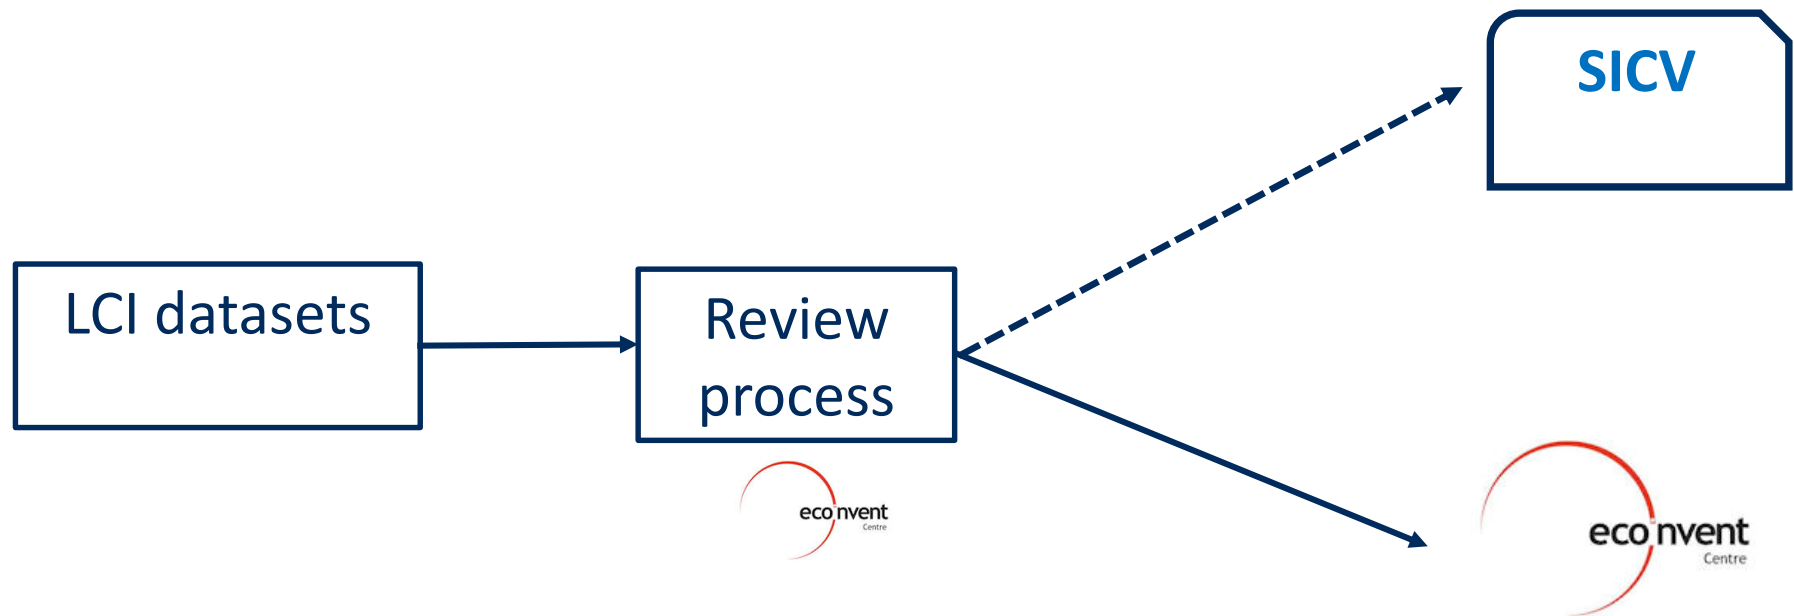 SICV
LCI datasets
Review
process
ecoinvent
Centre
ecoinvent
Centre